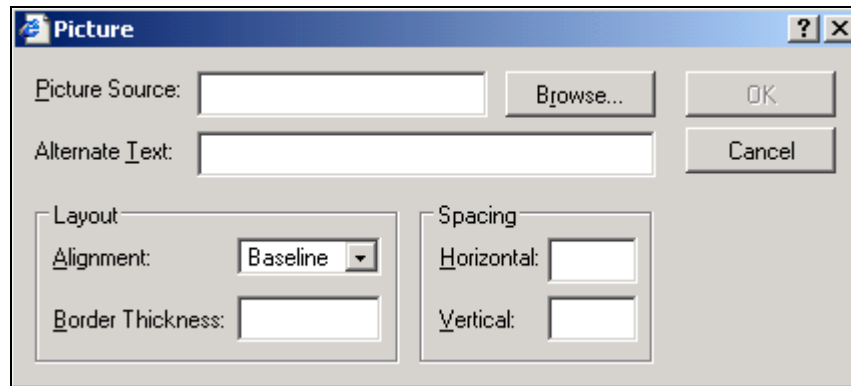 Picture
Picture Source: Browse... OK
Alternate Text: Cancel
Layout Spacing
Alignment: Baseline Horizontal:
Border Thickness: Vertical: